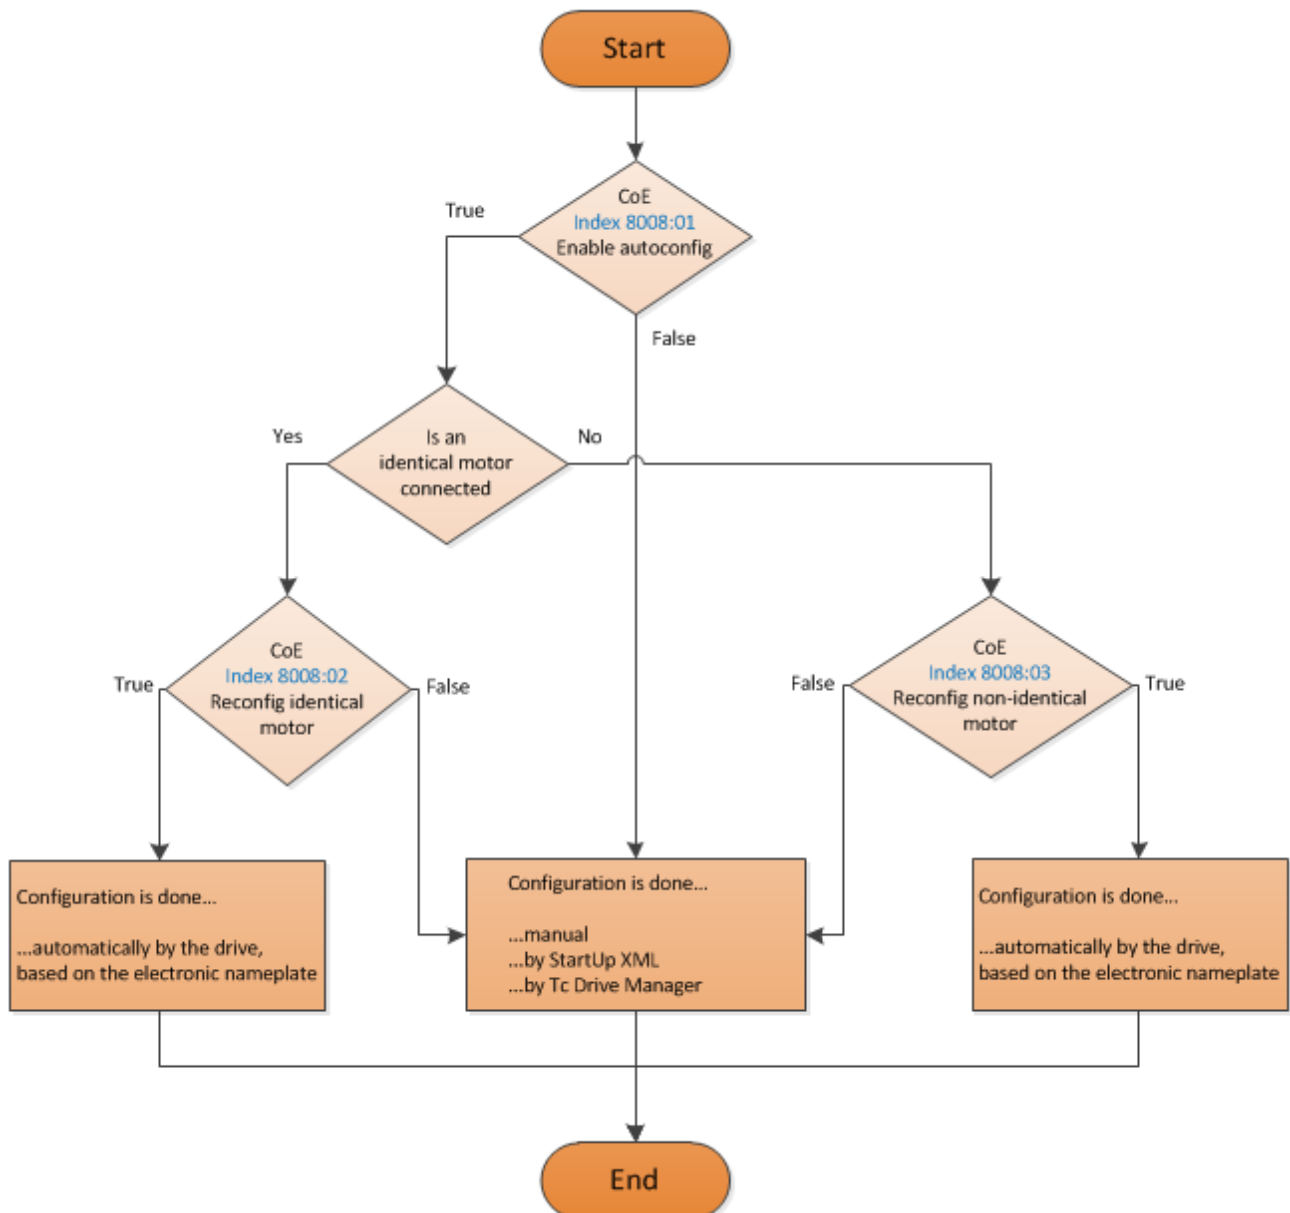 Start
CoE
Index 8008:01
Enable autoconfig
True
False
Is an
identical motor
connected
Yes
No
CoE
Index 8008:02
Reconfig identical
motor
True
False
CoE
Index 8008:03
Reconfig non-identical
motor
False
True
Configuration is done...
...automatically by the drive,
based on the electronic nameplate
Configuration is done...
...manual
...by StartUp XML
...by Tc Drive Manager
Configuration is done...
...automatically by the drive,
based on the electronic nameplate
End